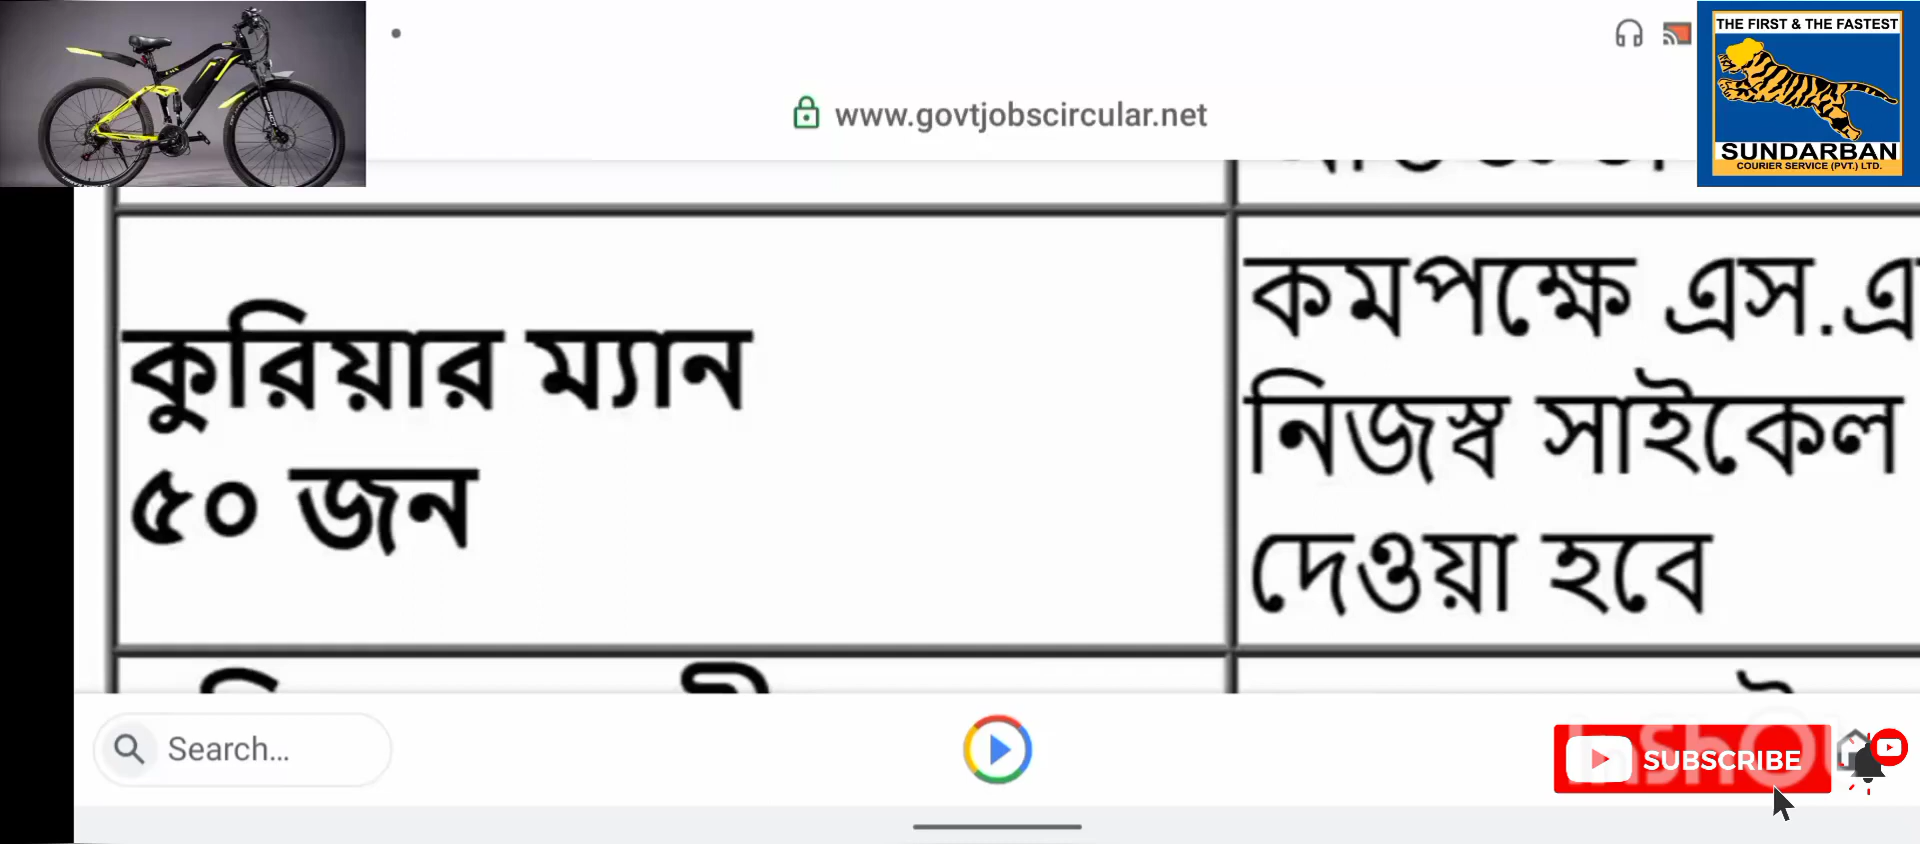 www.govtjobscircular.net
THE FIRST & THE FASTEST
SUNDARBAN
COURIER SERVICE (PVT.) LTD.
কুরিয়ার ম্যান
৫০ জন
কমপক্ষে এস.এ
নিজস্ব সাইকেল
দেওয়া হবে
Search...
SUBSCRIBE